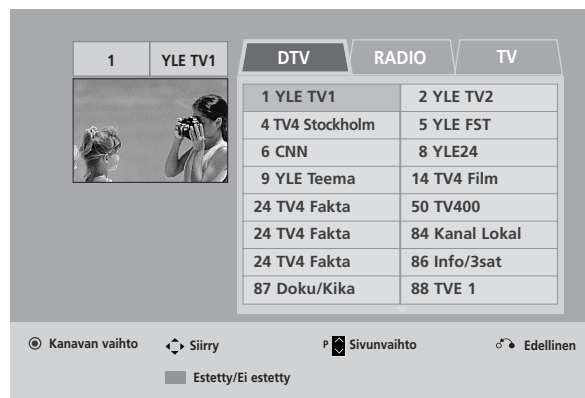 1 YLE TV1
DTV RADIO TV
1 YLE TV1 2 YLE TV2
4 TV4 Stockholm 5 YLE FST
6 CNN 8 YLE24
9 YLE Teema 14 TV4 Film
24 TV4 Fakta 50 TV400
24 TV4 Fakta 84 Kanal Lokal
24 TV4 Fakta 86 Info/3sat
87 Doku/Kika 88 TVE 1
Kanavan vaihto Siirry P Sivunvaihto Edellinen
Estetty/Ei estetty